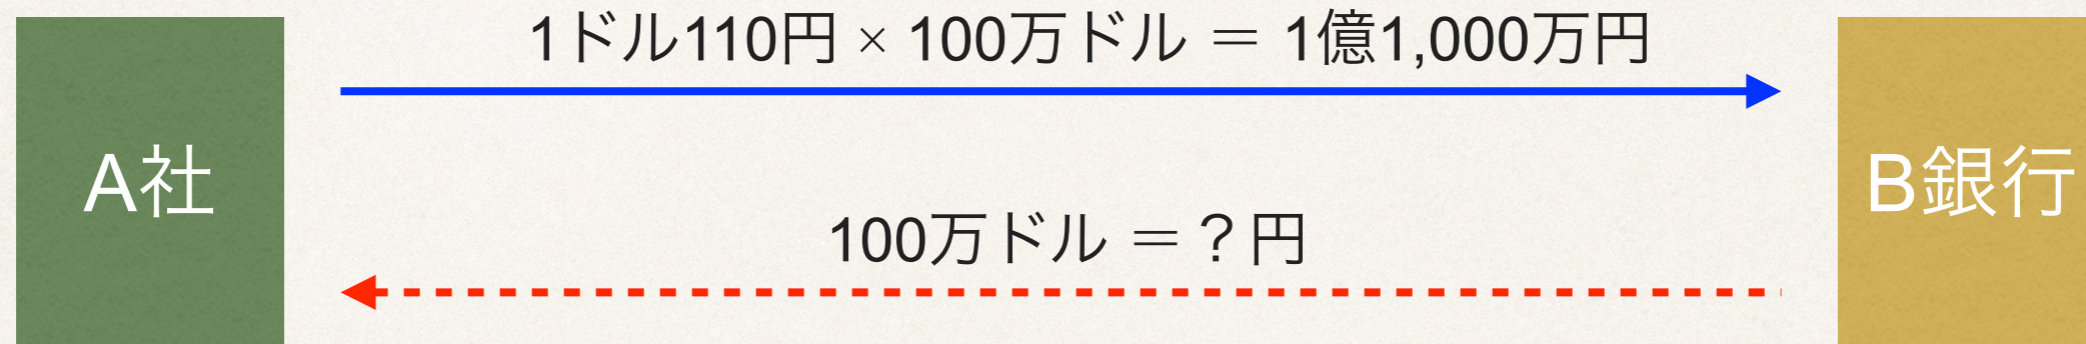 1ドル110円 × 100万ドル ＝ 1億1,000万円
A社
B銀行
100万ドル ＝ ? 円